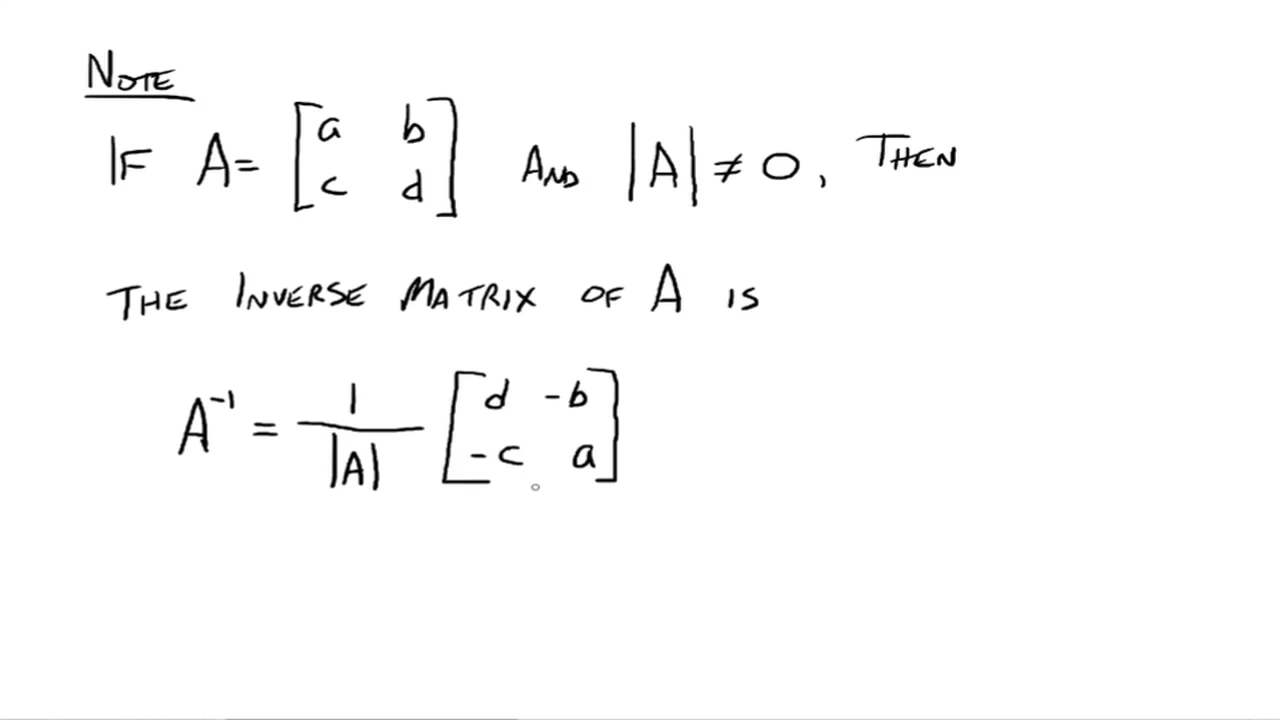 NOTE
IF A = [a b; c d] AND |A| ≠ 0, THEN
THE INVERSE MATRIX OF A IS
A⁻¹ = 1/|A| [d -b; -c a]